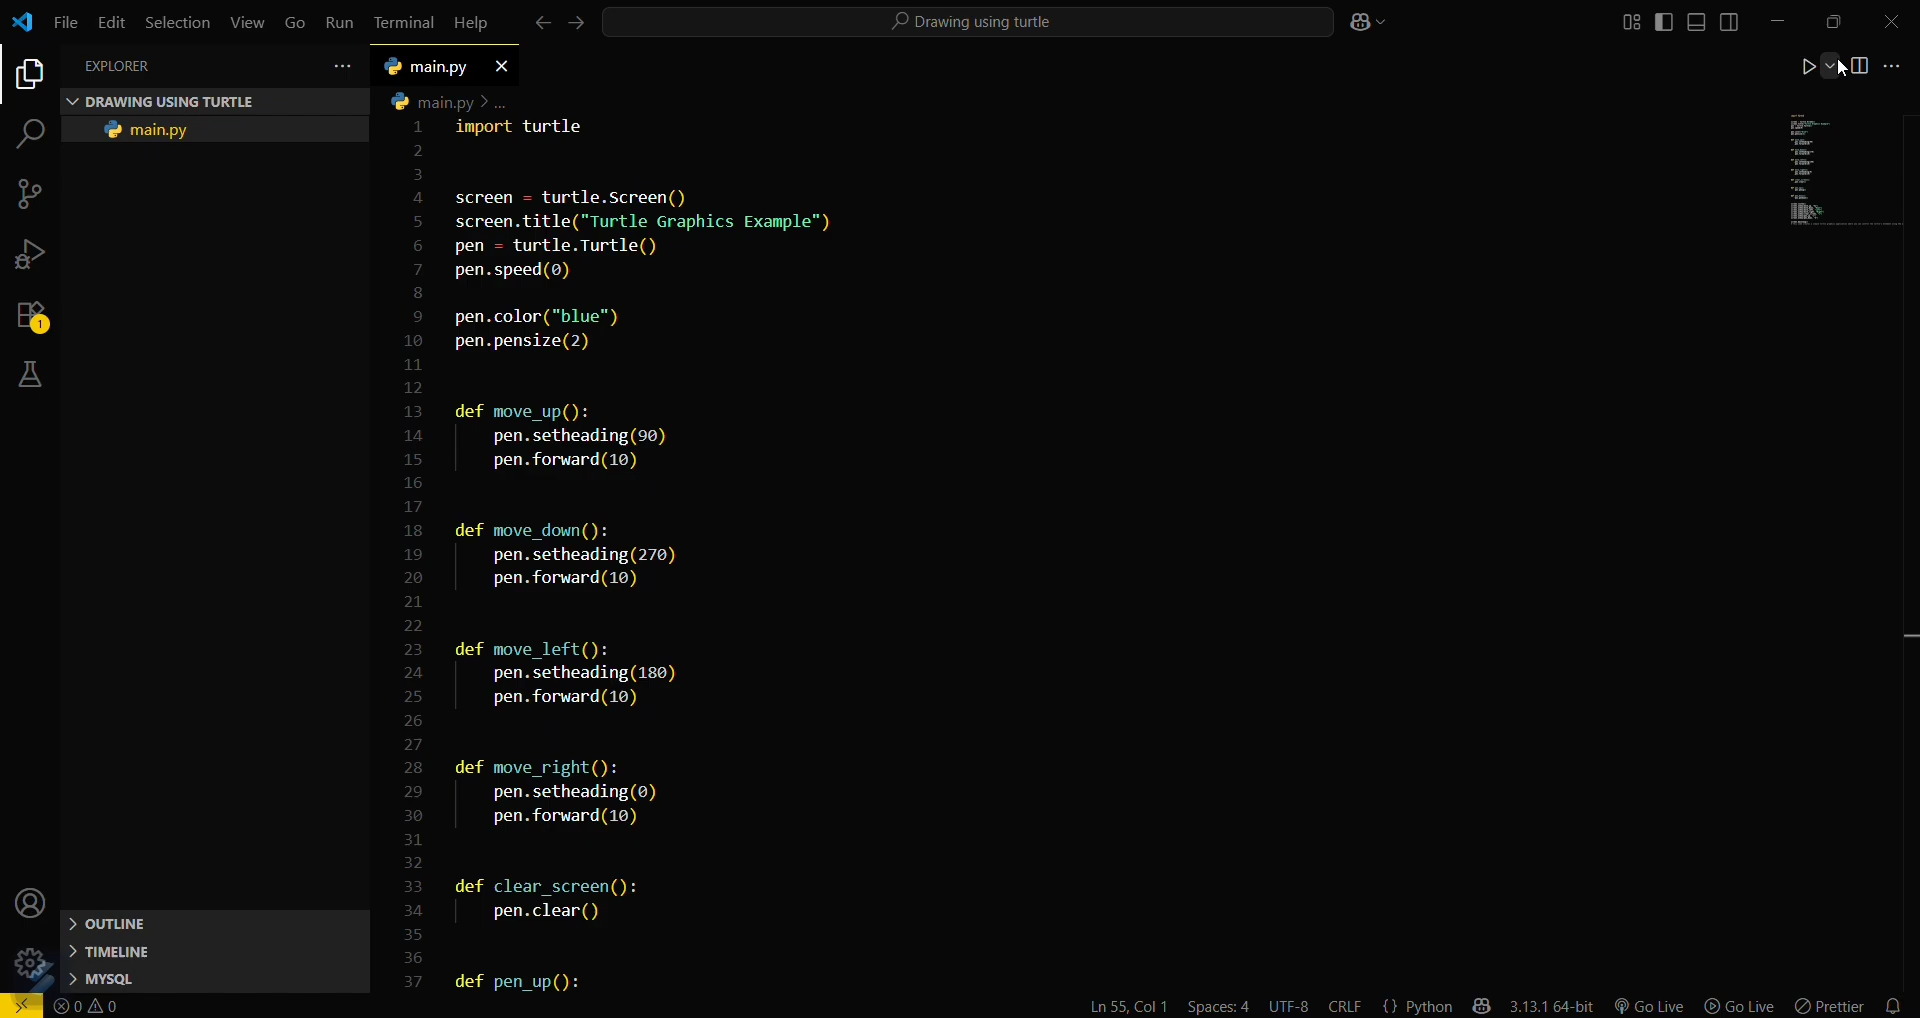 File Edit Selection View Go Run Terminal Help
Drawing using turtle
EXPLORER
DRAWING USING TURTLE
main.py
OUTLINE
TIMELINE
MYSQL
main.py
main.py > ...
1 import turtle
2
3
4 screen = turtle.Screen()
5 screen.title("Turtle Graphics Example")
6 pen = turtle.Turtle()
7 pen.speed(0)
8
9 pen.color("blue")
10 pen.pensize(2)
11
12
13 def move_up():
14 pen.setheading(90)
15 pen.forward(10)
16
17
18 def move_down():
19 pen.setheading(270)
20 pen.forward(10)
21
22
23 def move_left():
24 pen.setheading(180)
25 pen.forward(10)
26
27
28 def move_right():
29 pen.setheading(0)
30 pen.forward(10)
31
32
33 def clear_screen():
34 pen.clear()
35
36
37 def pen_up():
1
0 0 Ln 55, Col 1 Spaces: 4 UTF-8 CRLF {} Python 3.13.1 64-bit Go Live Go Live Prettier